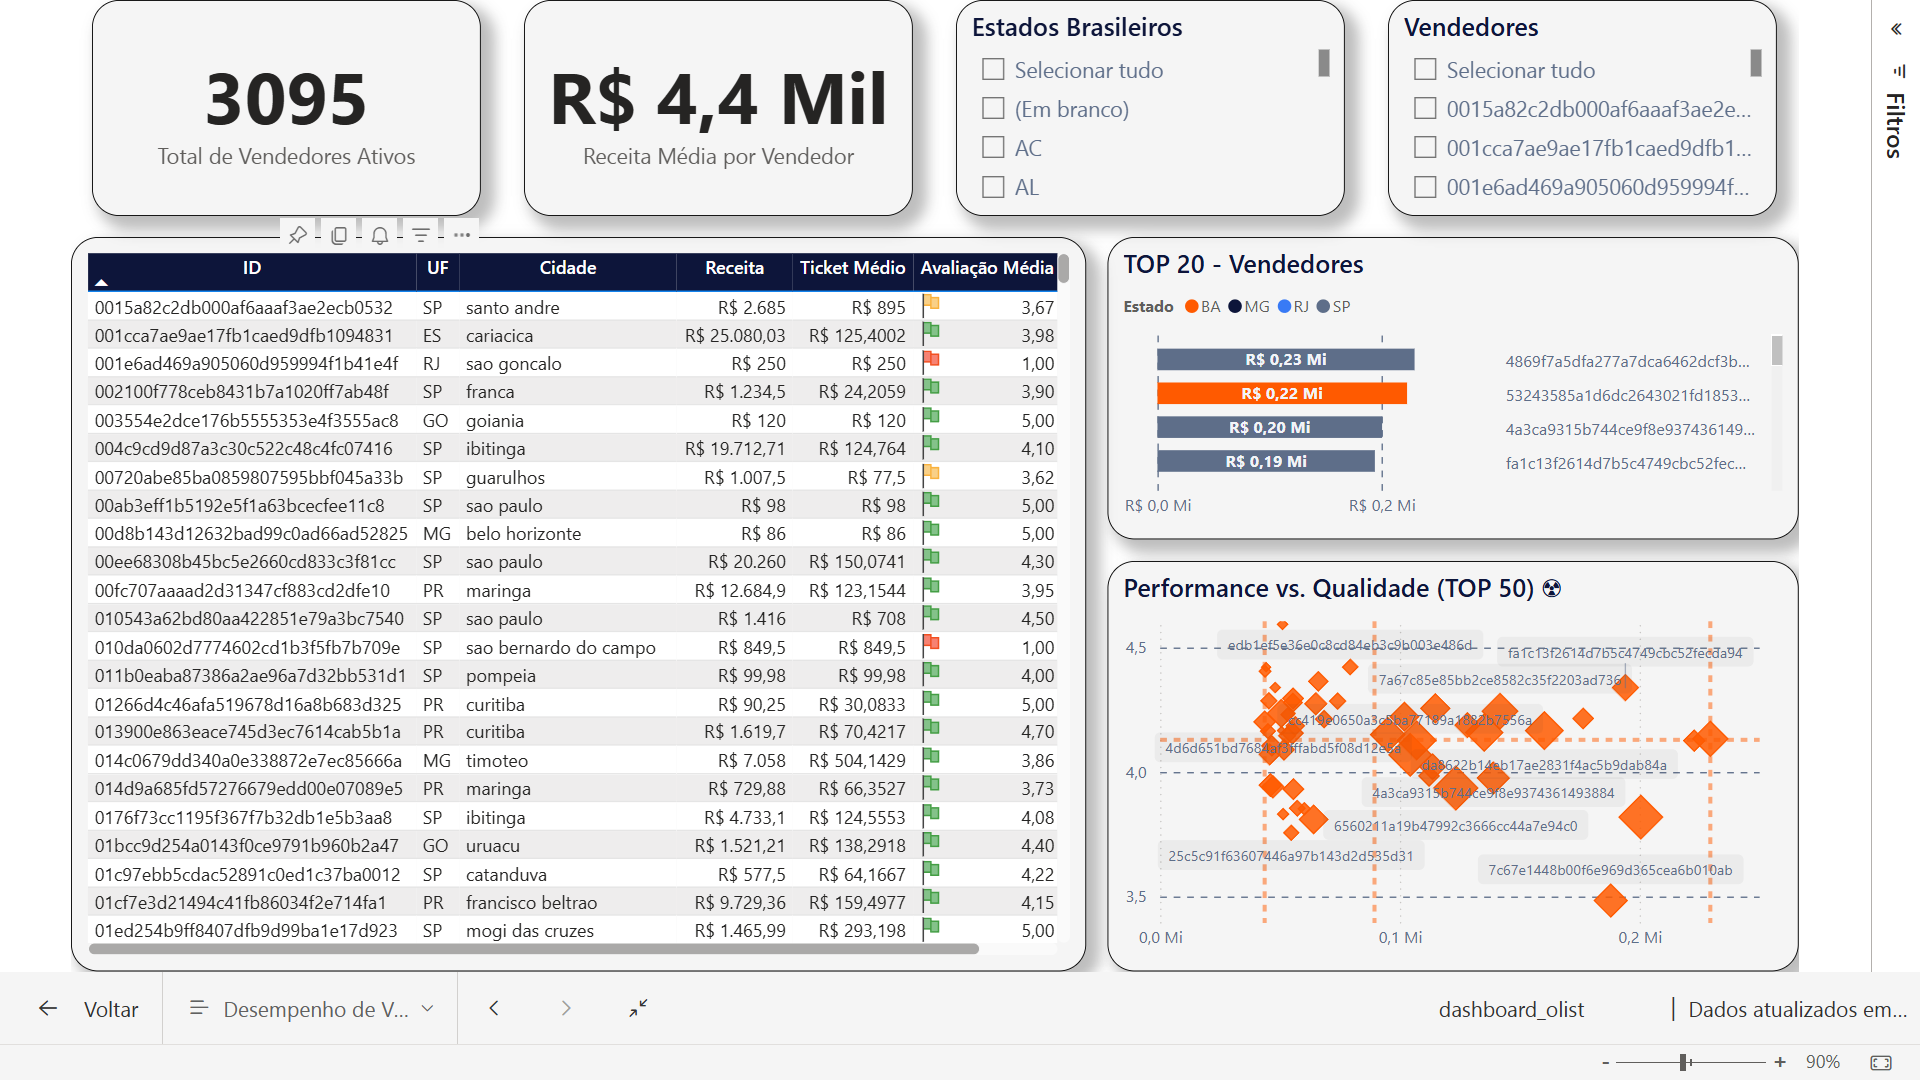 3095
Total de Vendedores Ativos
R$ 4,4 Mil
Receita Média por Vendedor
Estados Brasileiros
Selecionar tudo
(Em branco)
AC
AL
Vendedores
Selecionar tudo
0015a82c2db000af6aaaf3ae2e...
001cca7ae9ae17fb1caed9dfb1...
001e6ad469a905060d959994f...
Filtros
ID UF Cidade Receita Ticket Médio Avaliação Média
0015a82c2db000af6aaaf3ae2ecb0532 SP santo andre R$ 2.685 R$ 895 3,67
001cca7ae9ae17fb1caed9dfb1094831 ES cariacica R$ 25.080,03 R$ 125,4002 3,98
001e6ad469a905060d959994f1b41e4f RJ sao goncalo R$ 250 R$ 250 1,00
002100f778ceb8431b7a1020ff7ab48f SP franca R$ 1.234,5 R$ 24,2059 3,90
003554e2dce176b5555353e4f3555ac8 GO goiania R$ 120 R$ 120 5,00
004c9cd9d87a3c30c522c48c4fc07416 SP ibitinga R$ 19.712,71 R$ 124,764 4,10
00720abe85ba0859807595bbf045a33b SP guarulhos R$ 1.007,5 R$ 77,5 3,62
00ab3eff1b5192e5f1a63bcecfee11c8 SP sao paulo R$ 98 R$ 98 5,00
00d8b143d12632bad99c0ad66ad52825 MG belo horizonte R$ 86 R$ 86 5,00
00ee68308b45bc5e2660cd833c3f81cc SP sao paulo R$ 20.260 R$ 150,0741 4,30
00fc707aaaad2d31347cf883cd2dfe10 PR maringa R$ 12.684,9 R$ 123,1544 3,95
010543a62bd80aa422851e79a3bc7540 SP sao paulo R$ 1.416 R$ 708 4,50
010da0602d7774602cd1b3f5fb7b709e SP sao bernardo do campo R$ 849,5 R$ 849,5 1,00
011b0eaba87386a2ae96a7d32bb531d1 SP pompeia R$ 99,98 R$ 99,98 4,00
01266d4c46afa519678d16a8b683d325 PR curitiba R$ 90,25 R$ 30,0833 5,00
013900e863eace745d3ec7614cab5b1a PR curitiba R$ 1.619,7 R$ 70,4217 4,70
014c0679dd340a0e338872e7ec85666a MG timoteo R$ 7.058 R$ 504,1429 3,86
014d9a685fd57276679edd00e07089e5 PR maringa R$ 729,88 R$ 66,3527 3,73
0176f73cc1195f367f7b32db1e5b3aa8 SP ibitinga R$ 4.733,1 R$ 124,5553 4,08
01bcc9d254a0143f0ce9791b960b2a47 GO uruacu R$ 1.521,21 R$ 138,2918 4,40
01c97ebb5cdac52891c0ed1c37ba0012 SP catanduva R$ 577,5 R$ 64,1667 4,22
01cf7e3d21494c41fb86034f2e714fa1 PR francisco beltrao R$ 9.729,36 R$ 159,4977 4,15
01ed254b9ff8407dfb9d99ba1e17d923 SP mogi das cruzes R$ 1.465,99 R$ 293,198 5,00
TOP 20 - Vendedores
Estado BA MG RJ SP
R$ 0,23 Mi 4869f7a5dfa277a7dca6462dcf3b...
R$ 0,22 Mi 53243585a1d6dc2643021fd1853...
R$ 0,20 Mi 4a3ca9315b744ce9f8e937436149...
R$ 0,19 Mi fa1c13f2614d7b5c4749cbc52fec...
R$ 0,0 Mi R$ 0,2 Mi
Performance vs. Qualidade (TOP 50) ☢
4,5
edb1ef5e36e0c8cd84eb3c9b003e486d
fa1c13f2614d7b5c4749cbc52fecda94
7a67c85e85bb2ce8582c35f2203ad736
cc419e0650a3c5ba77189a1882b7556a
4d6d651bd7684af3fffabd5f08d12e5a
da8622b14eb17ae2831f4ac5b9dab84a
4,0
4a3ca9315b744ce9f8e9374361493884
6560211a19b47992c3666cc44a7e94c0
25c5c91f63607446a97b143d2d535d31
7c67e1448b00f6e969d365cea6b010ab
3,5
0,0 Mi 0,1 Mi 0,2 Mi
Voltar
Desempenho de V...
dashboard_olist
| Dados atualizados em...
- + 90%